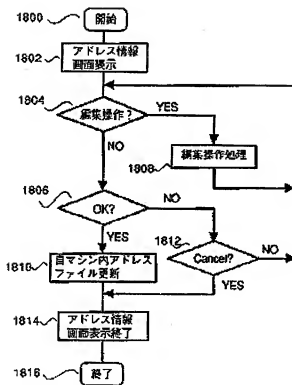 1800
開始
1802
アドレス情報
画面表示
1804
編集操作?
YES
NO
1808
編集操作処理
1806
OK?
NO
YES
1812
Cancel?
NO
YES
1810
自マシン内アドレス
ファイル更新
1814
アドレス情報
画面表示終了
1816
終了